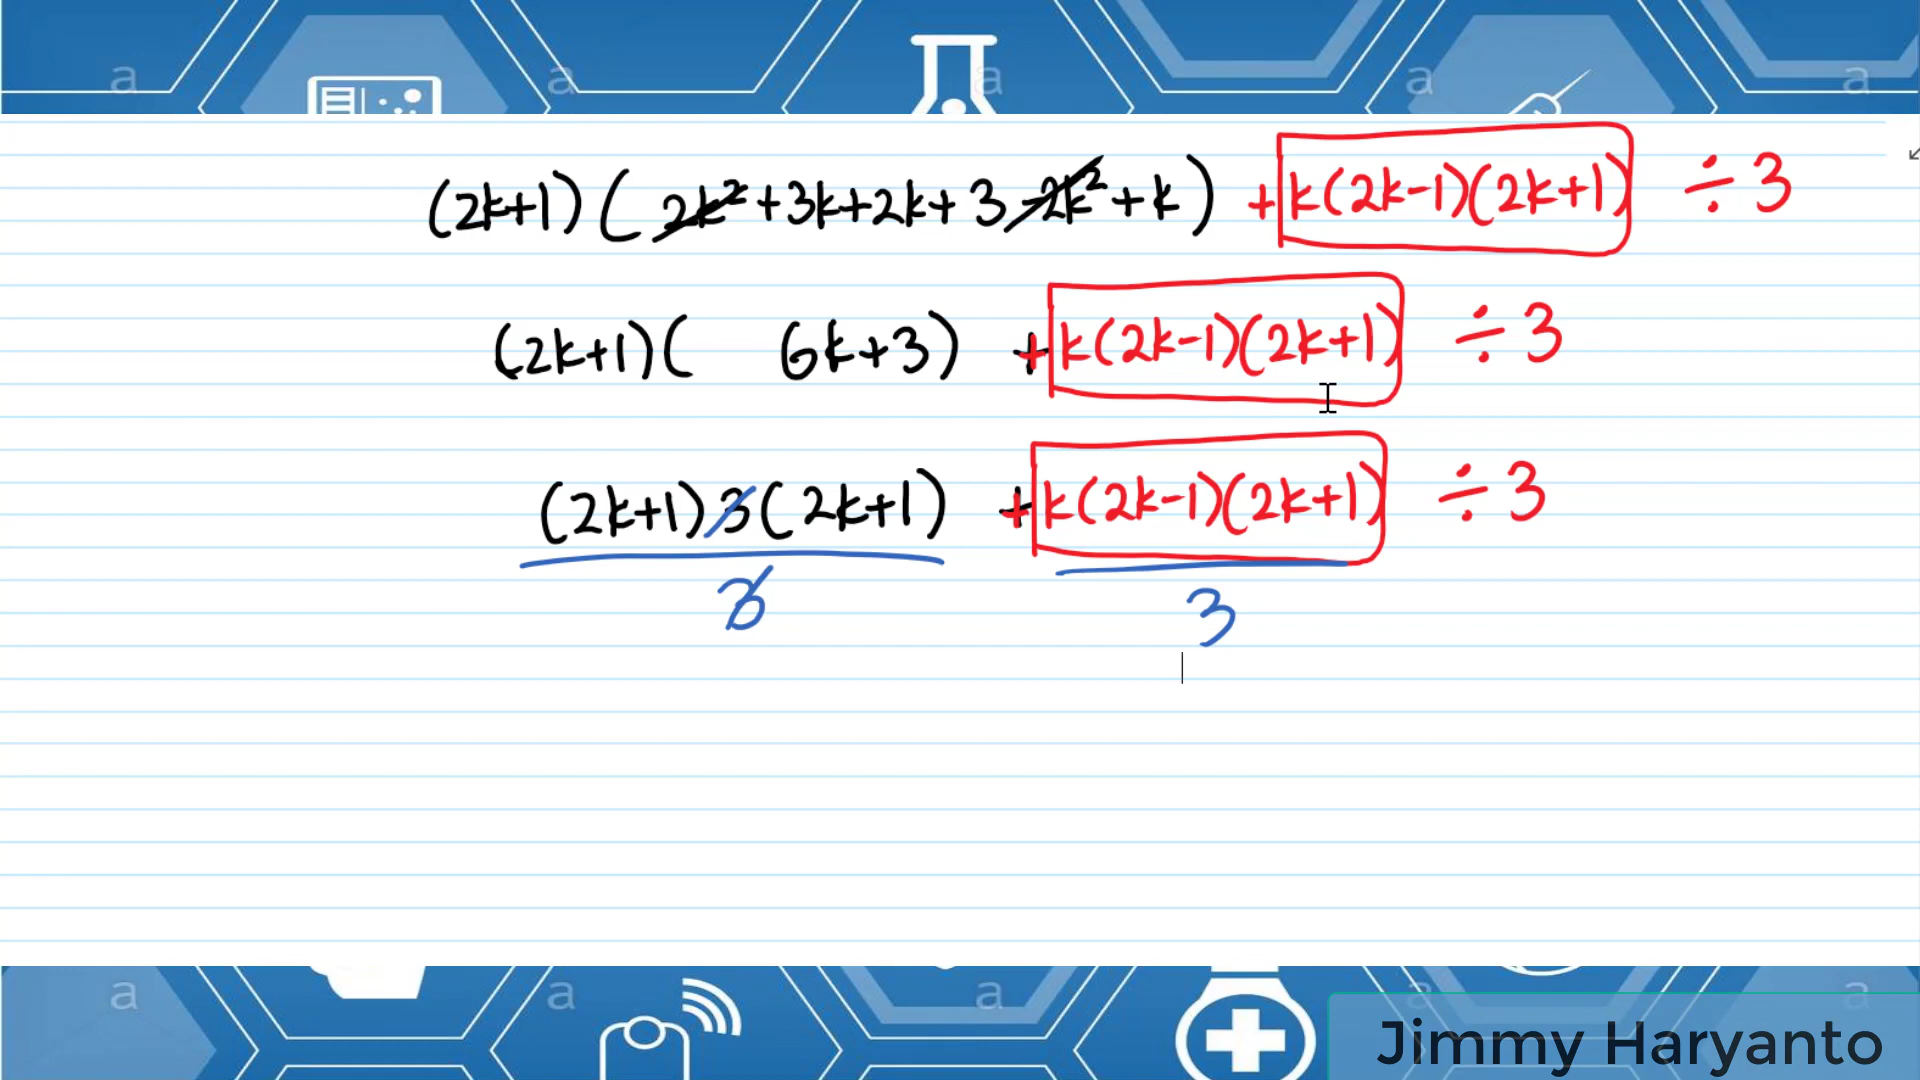 a a a a a
(2k+1)(2k²+3k+2k+3-2k²+k) +k(2k-1)(2k+1) ÷3
(2k+1)( 6k+3) +k(2k-1)(2k+1) ÷3
(2k+1)3(2k+1) +k(2k-1)(2k+1) ÷3
3 3
a a a a a
Jimmy Haryanto